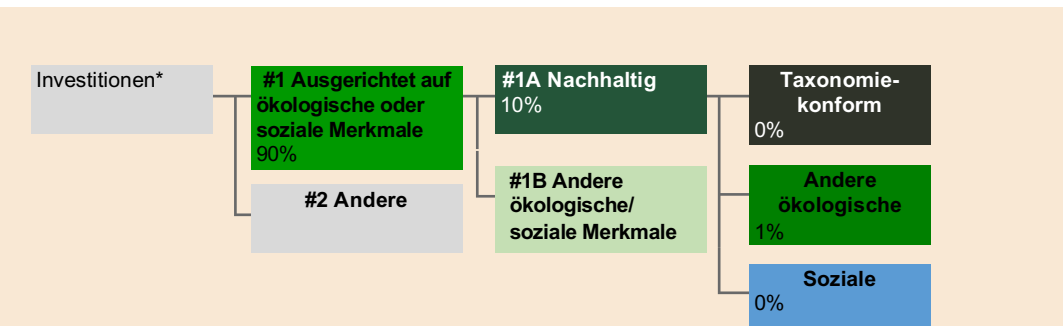 Investitionen*
#1 Ausgerichtet auf
ökologische oder
soziale Merkmale
90%
#2 Andere
#1A Nachhaltig
10%
#1B Andere
ökologische/
soziale Merkmale
Taxonomie-
konform
0%
Andere
ökologische
1%
Soziale
0%